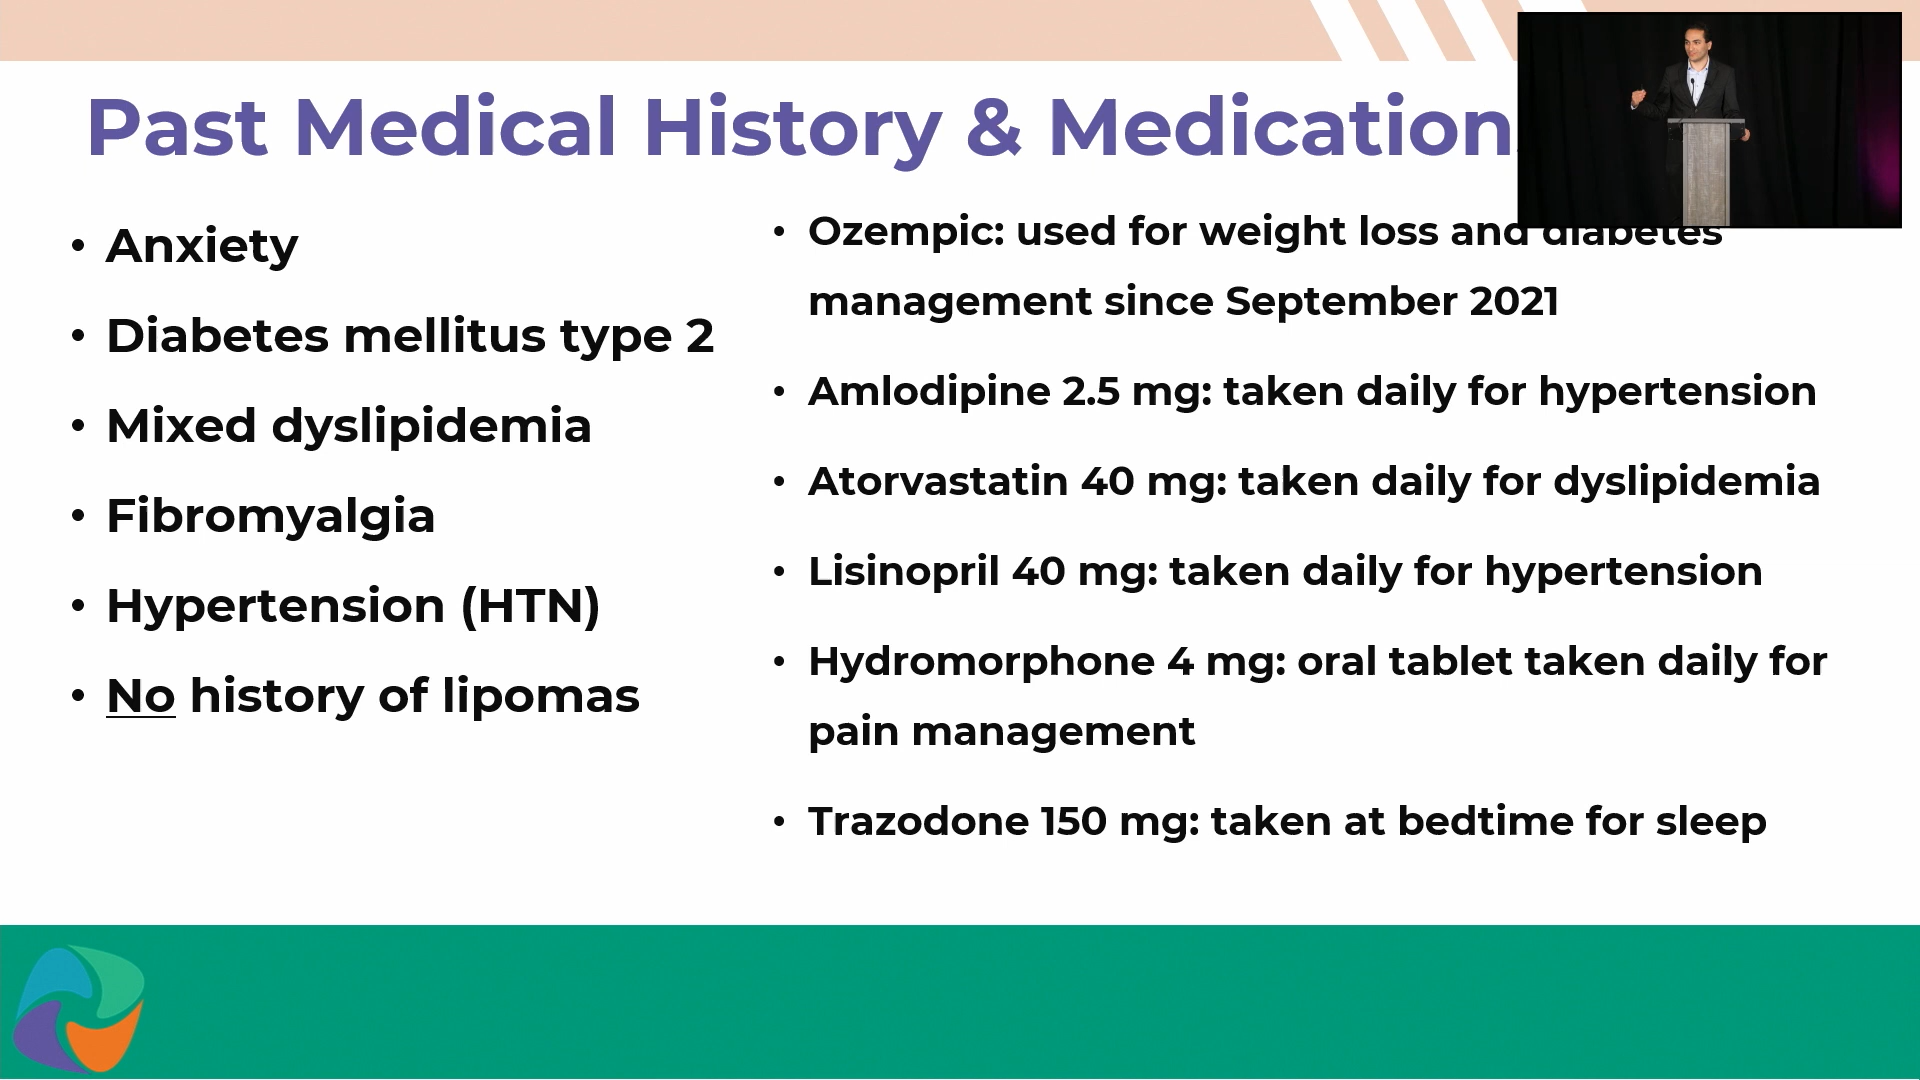 Past Medical History & Medication
• Anxiety
• Diabetes mellitus type 2
• Mixed dyslipidemia
• Fibromyalgia
• Hypertension (HTN)
• No history of lipomas
• Ozempic: used for weight loss and diabetes
management since September 2021
• Amlodipine 2.5 mg: taken daily for hypertension
• Atorvastatin 40 mg: taken daily for dyslipidemia
• Lisinopril 40 mg: taken daily for hypertension
• Hydromorphone 4 mg: oral tablet taken daily for
pain management
• Trazodone 150 mg: taken at bedtime for sleep